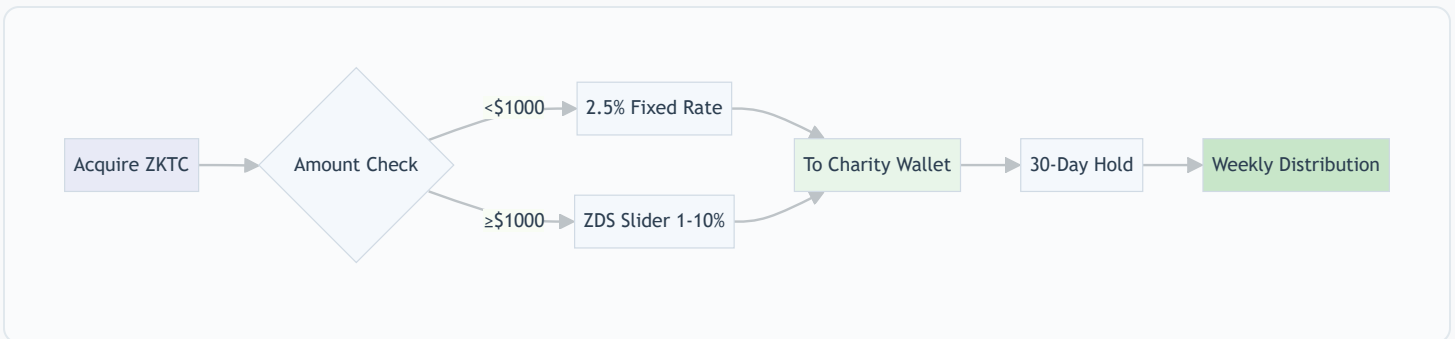 Acquire ZKTC
Amount Check
<$1000
2.5% Fixed Rate
≥$1000
ZDS Slider 1-10%
To Charity Wallet
30-Day Hold
Weekly Distribution